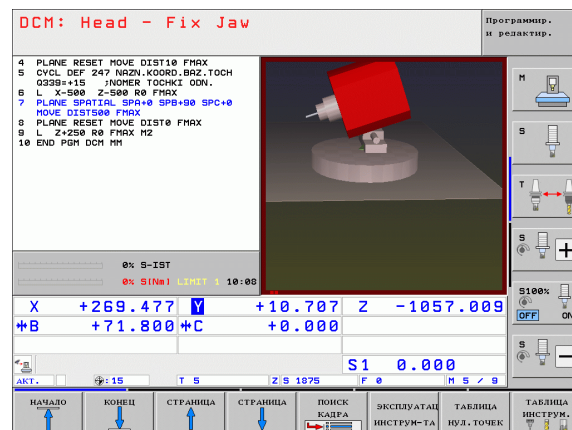 DCM: Head - Fix Jaw
Программир.
и редактир.
4 PLANE RESET MOVE DIST10 FMAX
5 CYCL DEF 247 NAZN.KOORD.BAZ.TOCH
Q339=+15 ;NOMER TOCHKI ODN.
6 L X-500 Z-500 R0 FMAX
7 PLANE SPATIAL SPA+0 SPB+90 SPC+0
MOVE DIST500 FMAX
8 PLANE RESET MOVE DIST0 FMAX
9 L Z+250 R0 FMAX M2
10 END PGM DCM MM
M
S
T
S
S100%
OFF ON
S
0% S-IST
0% S[Nm] LIMIT 1 10:08
X +269.477 Y +10.707 Z -1057.009
B +71.800 C +0.000
S1 0.00
АКТ. :15 T 5 Z S 1875 F 0 M 5 / 9
НАЧАЛО
КОНЕЦ
СТРАНИЦА
СТРАНИЦА
ПОИСК
КАДРА
ЭКСПЛУАТАЦ
ИНСТРУМ-ТА
ТАБЛИЦА
НУЛ.ТОЧЕК
ТАБЛИЦА
ИНСТРУМ.